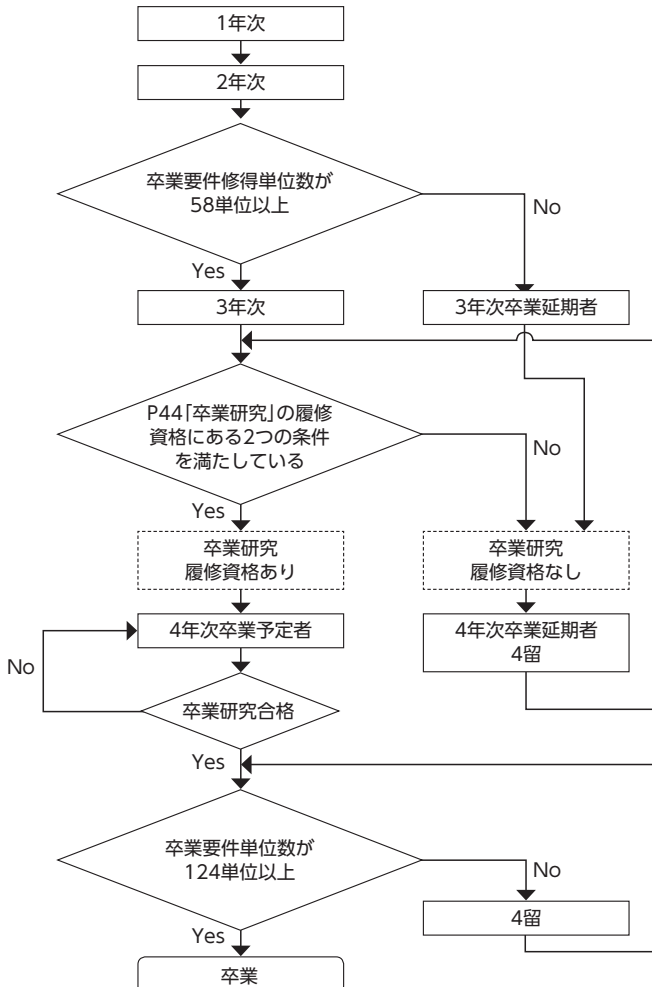 1年次
2年次
卒業要件修得単位数が
58単位以上
No
Yes
3年次
3年次卒業延期者
P44「卒業研究」の履修
資格にある2つの条件
を満たしている
No
Yes
卒業研究
履修資格あり
卒業研究
履修資格なし
4年次卒業予定者
4年次卒業延期者
4留
No
卒業研究合格
Yes
卒業要件単位数が
124単位以上
No
4留
Yes
卒業